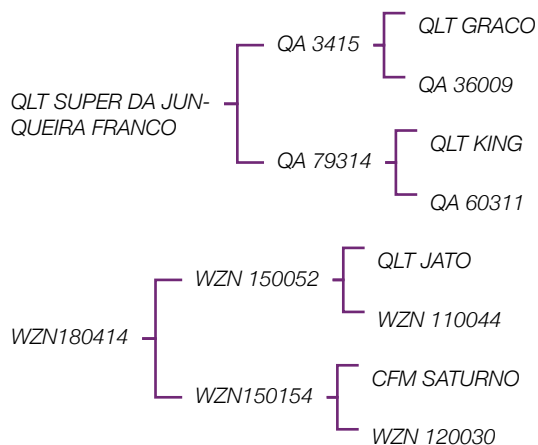 QLT GRACO
QA 3415
QA 36009
QLT SUPER DA JUN-
QUEIRA FRANCO
QLT KING
QA 79314
QA 60311
QLT JATO
WZN 150052
WZN 110044
WZN180414
CFM SATURNO
WZN150154
WZN 120030